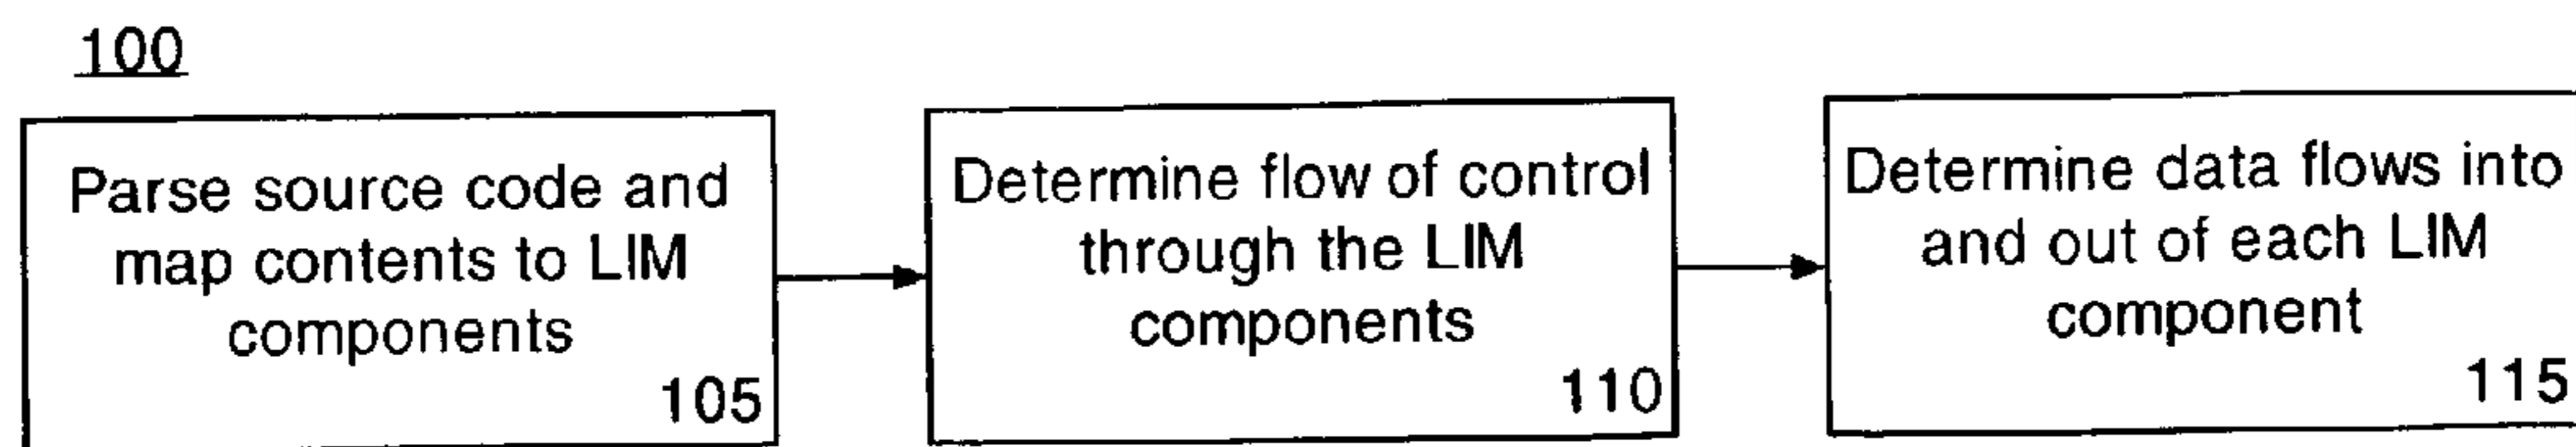 100
Parse source code and
map contents to LIM
components
105
Determine flow of control
through the LIM
components
110
Determine data flows into
and out of each LIM
component
115